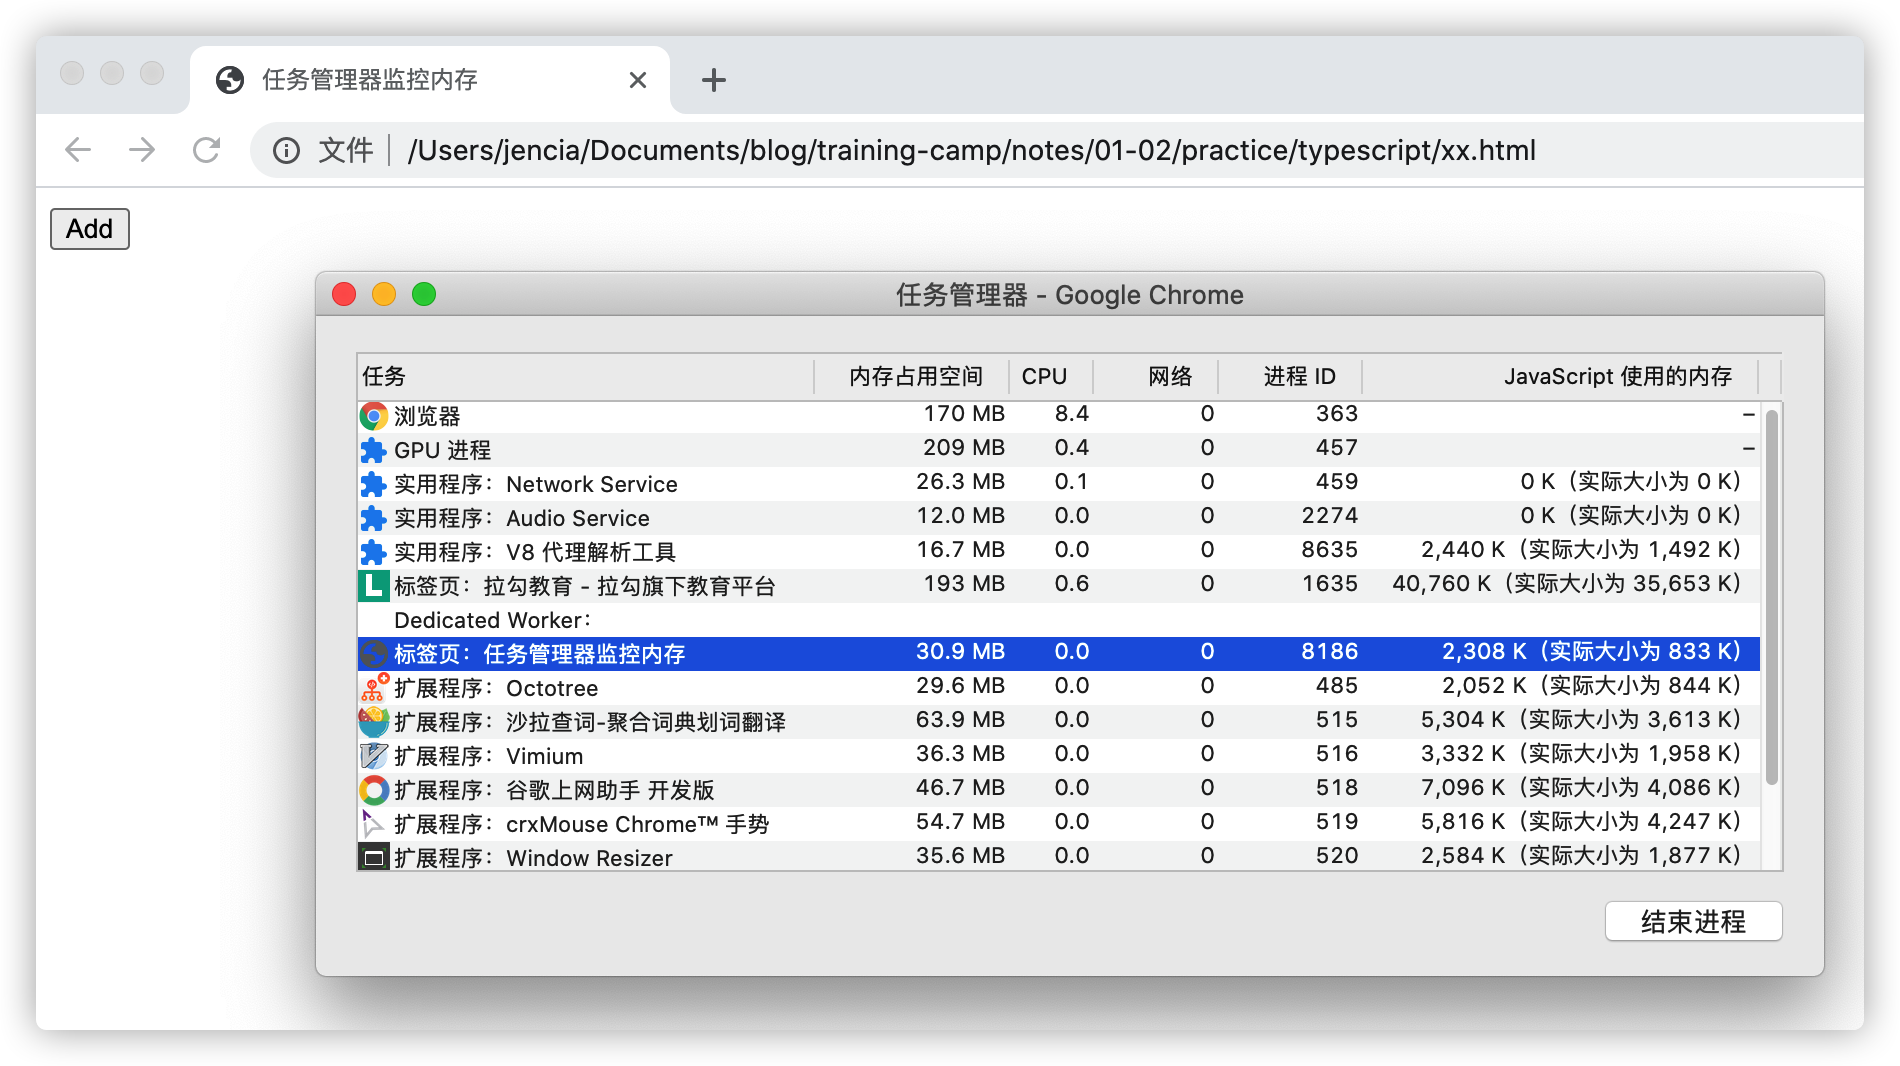 任务管理器监控内存
文件 /Users/jencia/Documents/blog/training-camp/notes/01-02/practice/typescript/xx.html
Add
任务管理器 - Google Chrome
任务 内存占用空间 CPU 网络 进程 ID JavaScript 使用的内存
浏览器 170 MB 8.4 0 363 –
GPU 进程 209 MB 0.4 0 457 –
实用程序：Network Service 26.3 MB 0.1 0 459 0 K（实际大小为 0 K）
实用程序：Audio Service 12.0 MB 0.0 0 2274 0 K（实际大小为 0 K）
实用程序：V8 代理解析工具 16.7 MB 0.0 0 8635 2,440 K（实际大小为 1,492 K）
标签页：拉勾教育 - 拉勾旗下教育平台 193 MB 0.6 0 1635 40,760 K（实际大小为 35,653 K）
Dedicated Worker：
标签页：任务管理器监控内存 30.9 MB 0.0 0 8186 2,308 K（实际大小为 833 K）
扩展程序：Octotree 29.6 MB 0.0 0 485 2,052 K（实际大小为 844 K）
扩展程序：沙拉查词-聚合词典划词翻译 63.9 MB 0.0 0 515 5,304 K（实际大小为 3,613 K）
扩展程序：Vimium 36.3 MB 0.0 0 516 3,332 K（实际大小为 1,958 K）
扩展程序：谷歌上网助手 开发版 46.7 MB 0.0 0 518 7,096 K（实际大小为 4,086 K）
扩展程序：crxMouse Chrome™ 手势 54.7 MB 0.0 0 519 5,816 K（实际大小为 4,247 K）
扩展程序：Window Resizer 35.6 MB 0.0 0 520 2,584 K（实际大小为 1,877 K）
结束进程